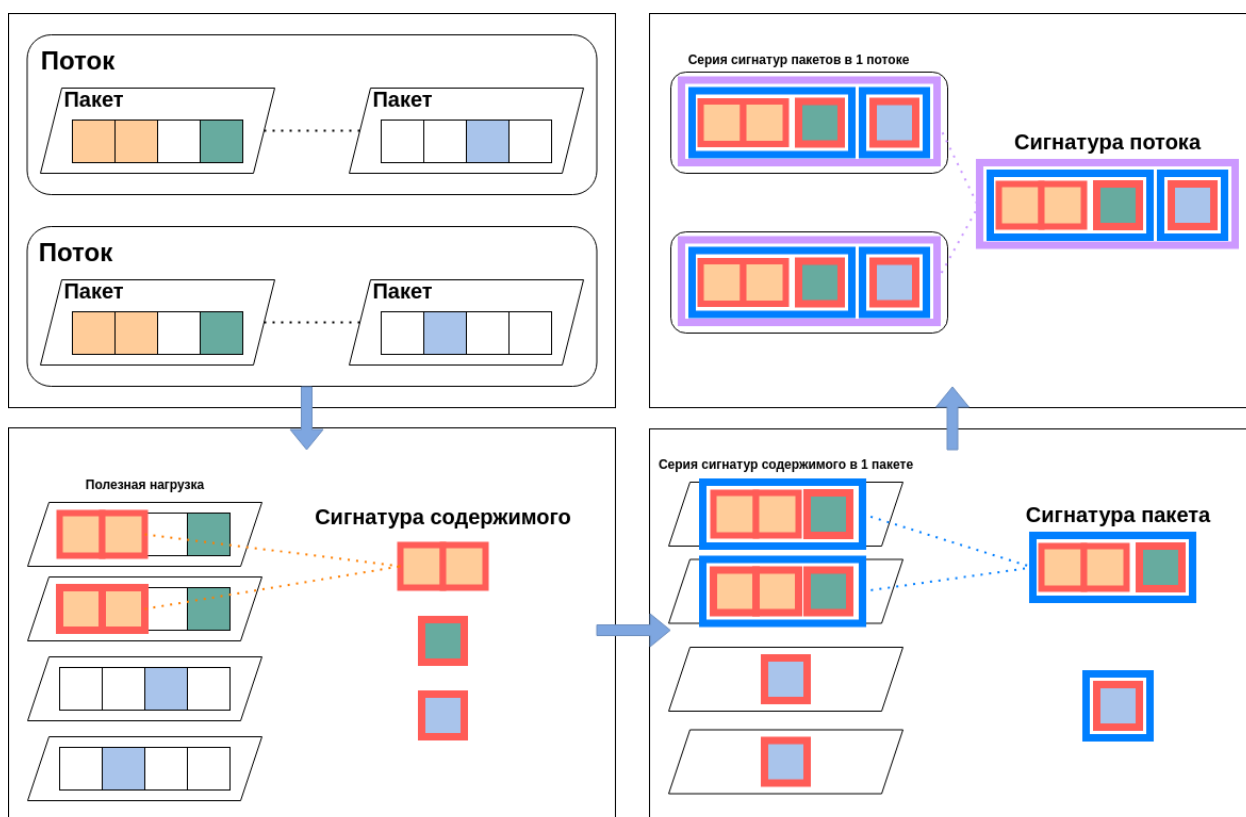 Поток
Пакет
Пакет
Поток
Пакет
Пакет
Полезная нагрузка
Сигнатура содержимого
Серия сигнатур содержимого в 1 пакете
Сигнатура пакета
Серия сигнатур пакетов в 1 потоке
Сигнатура потока